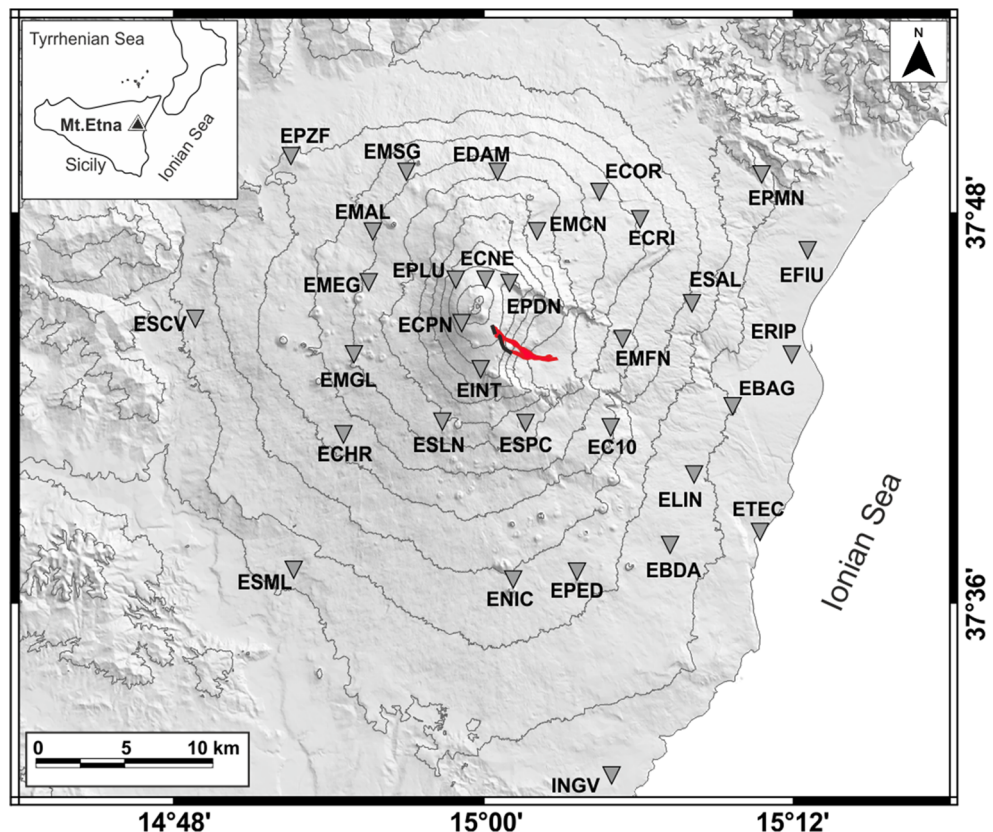 Tyrrhenian Sea
Mt.Etna
Sicily
Ionian Sea
N
EPZF
EMSG
EDAM
ECOR
EPMN
EMAL
EMCN
ECRI
37°48'
EFIU
ECNE
EPLU
EMEG
EPDN
ESAL
ESCV
ECPN
ERIP
EMFN
EMGL
EINT
EBAG
ECHR
ESLN
ESPC
EC10
ELIN
ETEC
Ionian Sea
ESML
EBDA
ENIC
EPED
37°36'
0 5 10 km
INGV
14°48' 15°00' 15°12'